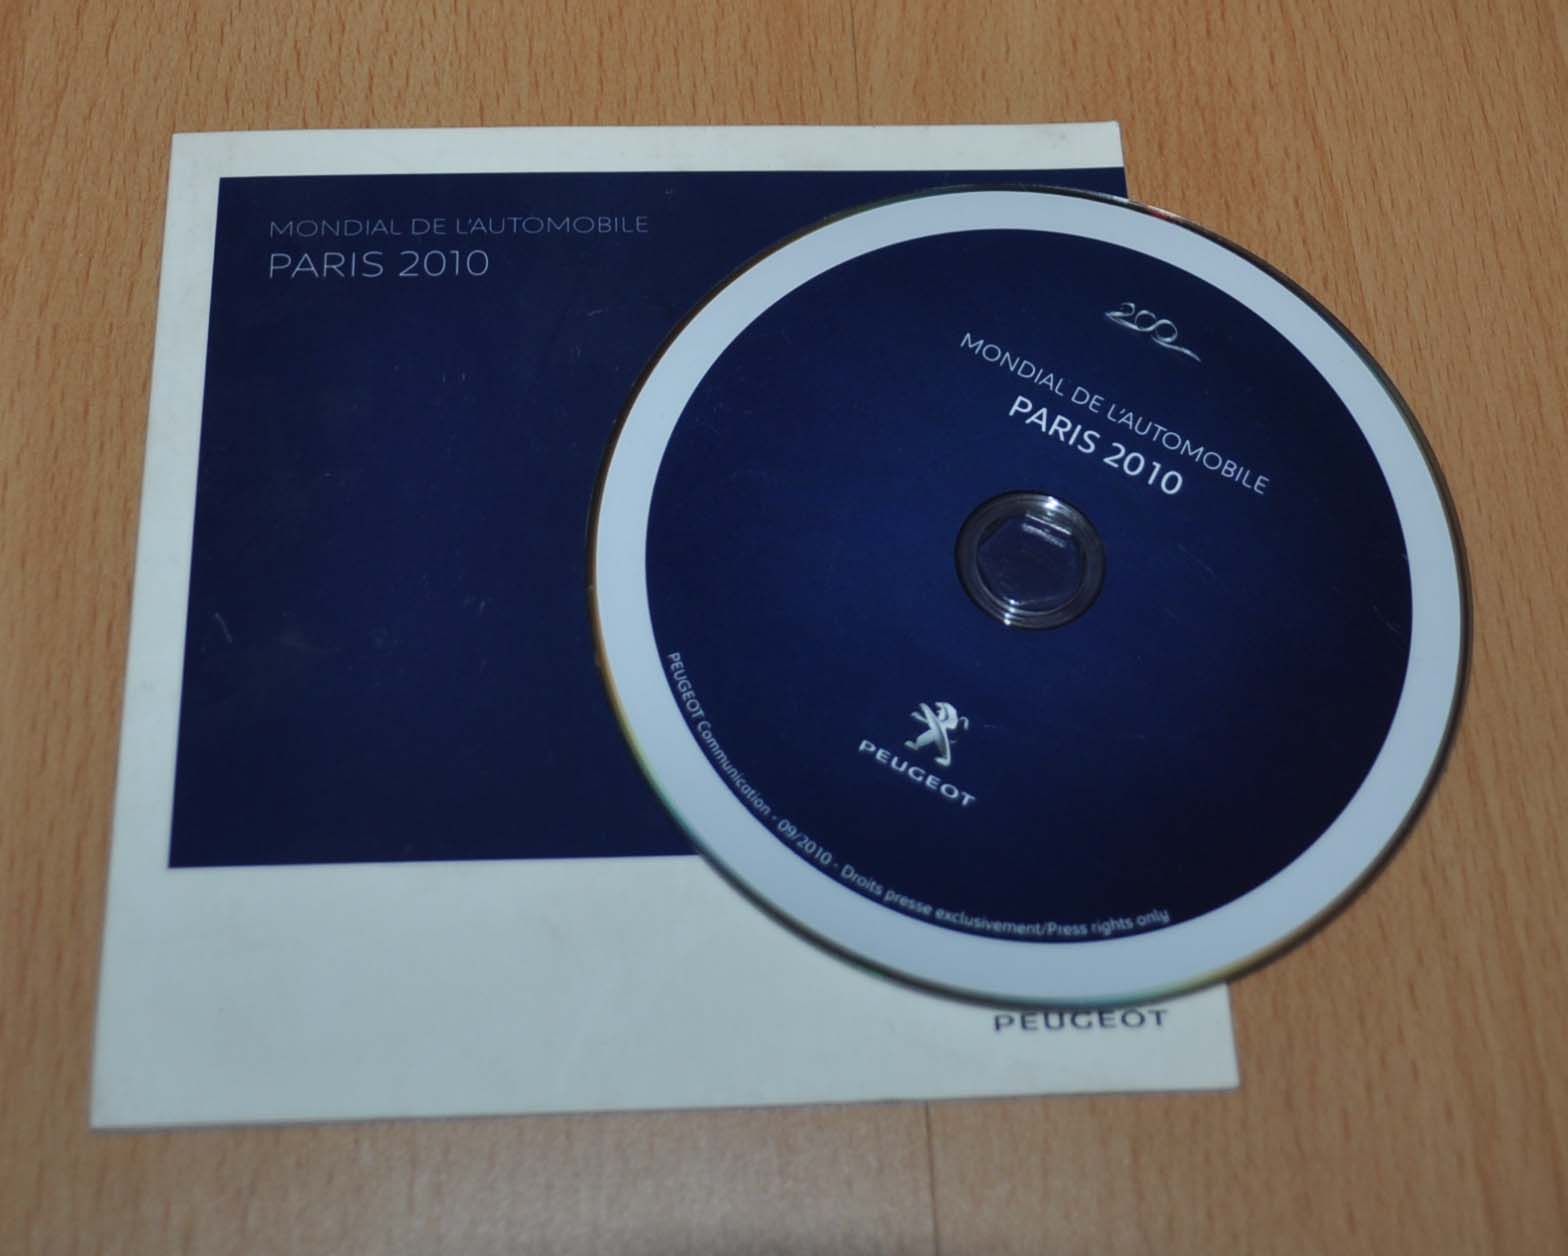 MONDIAL DE L'AUTOMOBILE
PARIS 2010
200
MONDIAL DE L'AUTOMOBILE
PARIS 2010
PEUGEOT
PEUGEOT Communication - 09/2010 - Droits presse exclusivement/Press rights only
PEUGEOT